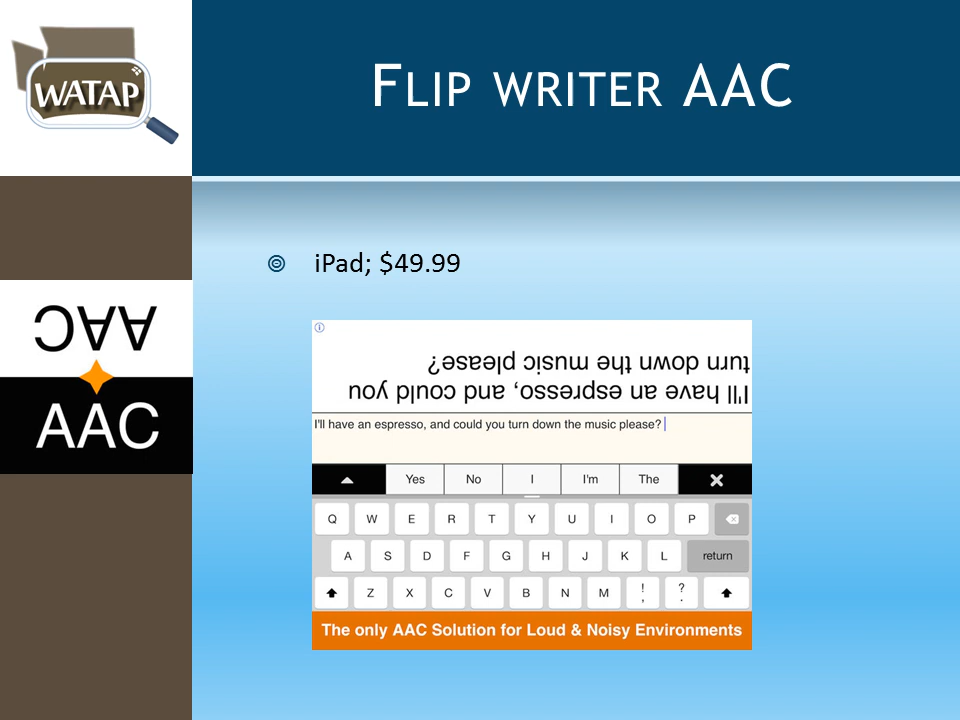 WATAP
FLIP WRITER AAC
iPad; $49.99
AAC
AAC
I'll have an espresso, and could you
turn down the music please?
I'll have an espresso, and could you turn down the music please?
Yes No I I'm The
Q W E R T Y U I O P
A S D F G H J K L return
Z X C V B N M ! , ? .
The only AAC Solution for Loud & Noisy Environments